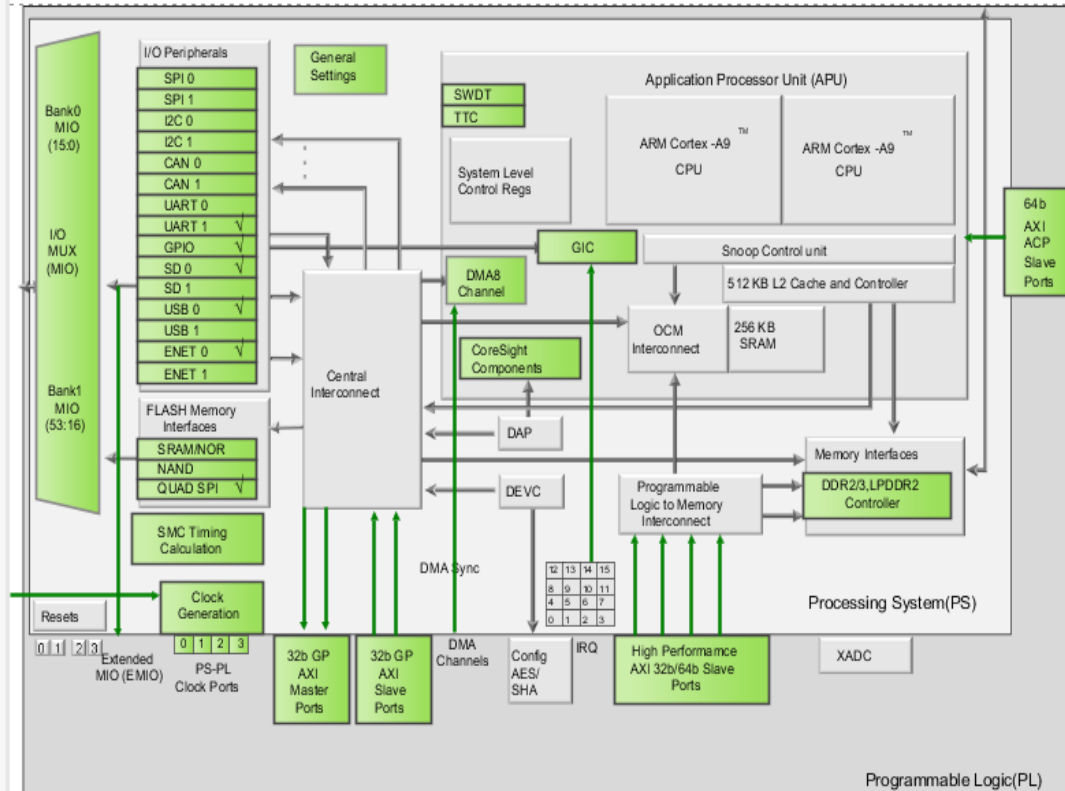 I/O Peripherals
SPI 0
SPI 1
I2C 0
I2C 1
CAN 0
CAN 1
UART 0
UART 1 √
GPIO √
SD 0 √
SD 1
USB 0 √
USB 1
ENET 0 √
ENET 1
Bank0
MIO
(15:0)
I/O
MUX
(MIO)
Bank1
MIO
(53:16)
FLASH Memory
Interfaces
SRAM/NOR
NAND
QUAD SPI √
SMC Timing
Calculation
Clock
Generation
Resets
0 1 2 3
Extended
MIO (EMIO)
0 1 2 3
PS-PL
Clock Ports
General
Settings
Central
Interconnect
Application Processor Unit (APU)
SWDT
TTC
System Level
Control Regs
ARM Cortex -A9 ™
CPU
ARM Cortex -A9 ™
CPU
GIC
Snoop Control unit
512 KB L2 Cache and Controller
DMA8
Channel
OCM
Interconnect
256 KB
SRAM
CoreSight
Components
DAP
DEVC
Programmable
Logic to Memory
Interconnect
Memory Interfaces
DDR2/3,LPDDR2
Controller
64b
AXI
ACP
Slave
Ports
DMA Sync
12 13 14 15
8 9 10 11
4 5 6 7
0 1 2 3
Processing System(PS)
32b GP
AXI
Master
Ports
32b GP
AXI
Slave
Ports
DMA
Channels
Config
AES/
SHA
IRQ
High Performance
AXI 32b/64b Slave
Ports
XADC
Programmable Logic(PL)